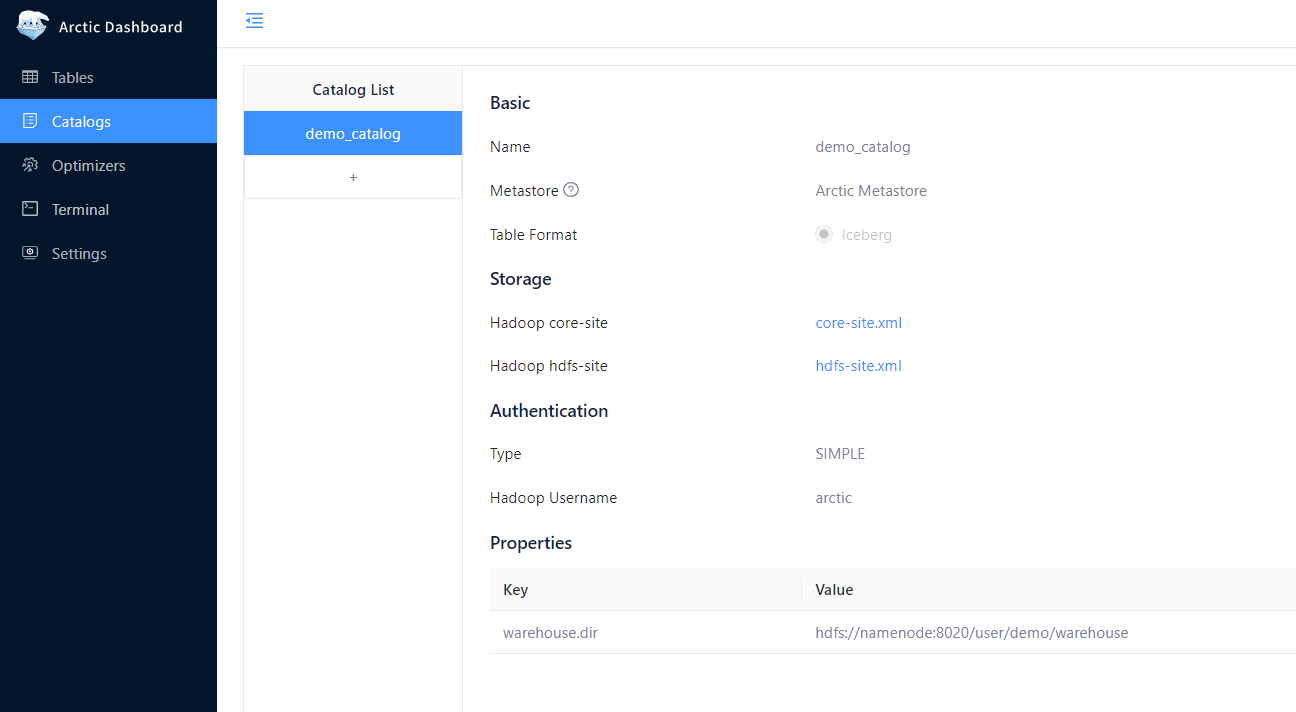 Arctic Dashboard
Tables
Catalogs
Optimizers
Terminal
Settings
Catalog List
demo_catalog
+
Basic
Name demo_catalog
Metastore ? Arctic Metastore
Table Format Iceberg
Storage
Hadoop core-site core-site.xml
Hadoop hdfs-site hdfs-site.xml
Authentication
Type SIMPLE
Hadoop Username arctic
Properties
Key Value
warehouse.dir hdfs://namenode:8020/user/demo/warehouse